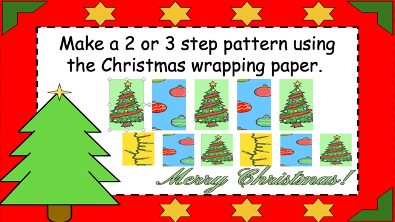 Make a 2 or 3 step pattern using
the Christmas wrapping paper.
Merry Christmas!